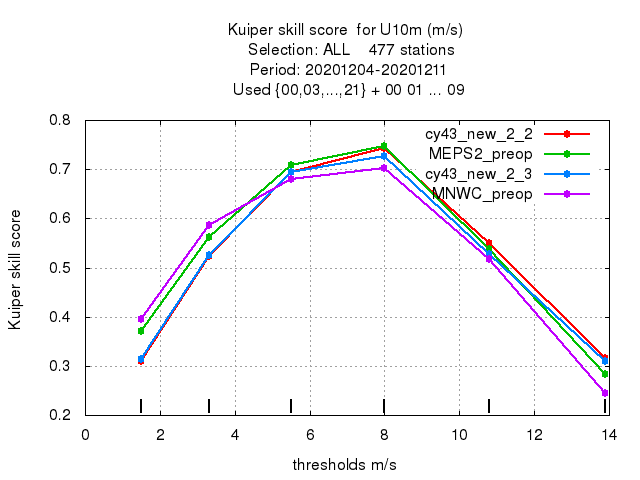 Kuiper skill score  for U10m (m/s)
Selection: ALL    477 stations
Period: 20201204-20201211
Used {00,03,...,21} + 00 01 ... 09
cy43_new_2_2
MEPS2_preop
cy43_new_2_3
MNWC_preop
Kuiper skill score
0.8
0.7
0.6
0.5
0.4
0.3
0.2
0 2 4 6 8 10 12 14
thresholds m/s